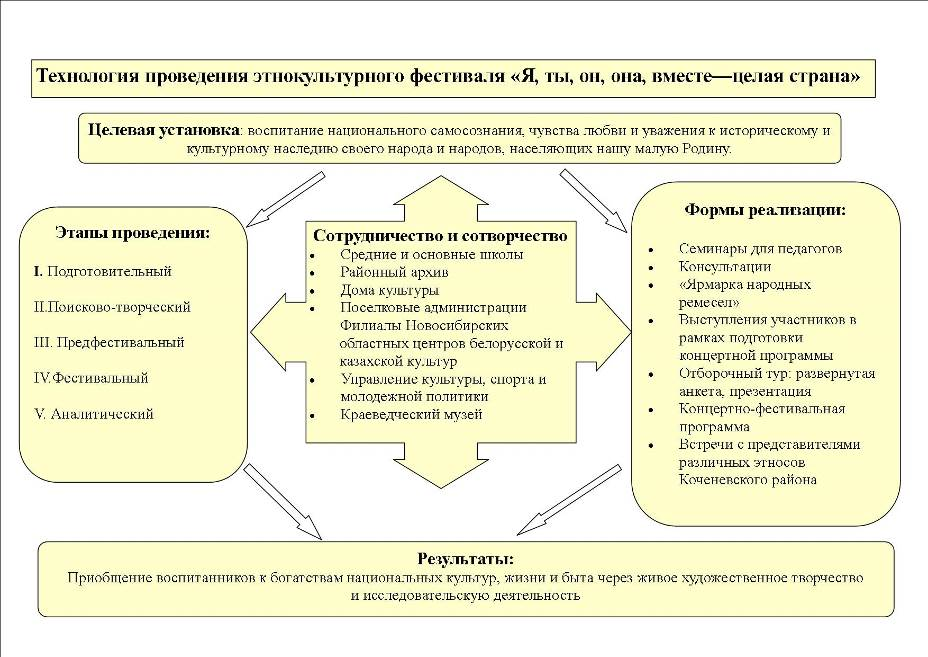 Технология проведения этнокультурного фестиваля «Я, ты, он, она, вместе—целая страна»
Целевая установка: воспитание национального самосознания, чувства любви и уважения к историческому и
культурному наследию своего народа и народов, населяющих нашу малую Родину.
Этапы проведения:
I. Подготовительный
II.Поисково-творческий
III. Предфестивальный
IV.Фестивальный
V. Аналитический
Сотрудничество и сотворчество
• Средние и основные школы
• Районный архив
• Дома культуры
• Поселковые администрации
Филиалы Новосибирских
областных центров белорусской и
казахской культур
• Управление культуры, спорта и
молодежной политики
• Краеведческий музей
Формы реализации:
• Семинары для педагогов
• Консультации
• «Ярмарка народных
ремесел»
• Выступления участников в
рамках подготовки
концертной программы
• Отборочный тур: развернутая
анкета, презентация
• Концертно-фестивальная
программа
• Встречи с представителями
различных этносов
Коченевского района
Результаты:
Приобщение воспитанников к богатствам национальных культур, жизни и быта через живое художественное творчество
и исследовательскую деятельность